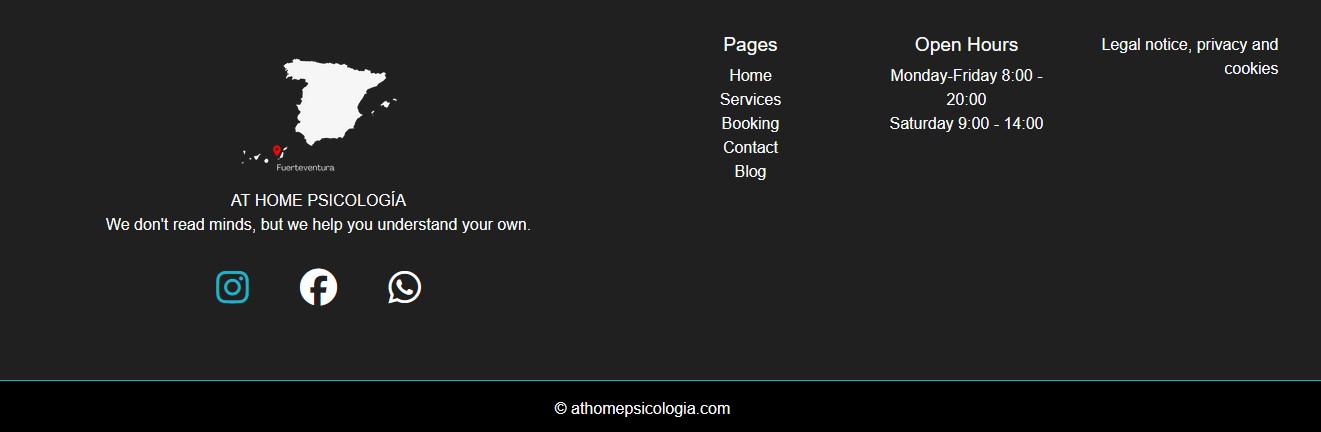 Fuerteventura
AT HOME PSICOLOGÍA
We don't read minds, but we help you understand your own.
Pages
Home
Services
Booking
Contact
Blog
Open Hours
Monday-Friday 8:00 -
20:00
Saturday 9:00 - 14:00
Legal notice, privacy and
cookies
© athomepsicologia.com